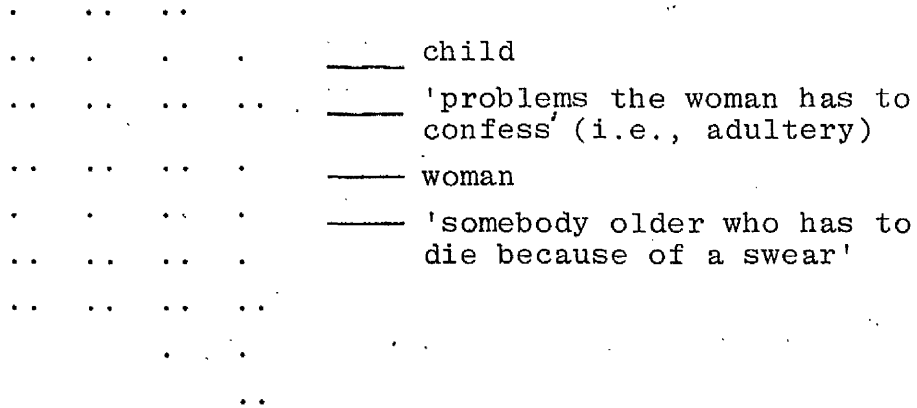 child
'problems the woman has to
confess' (i.e., adultery)
woman
'somebody older who has to
die because of a swear'